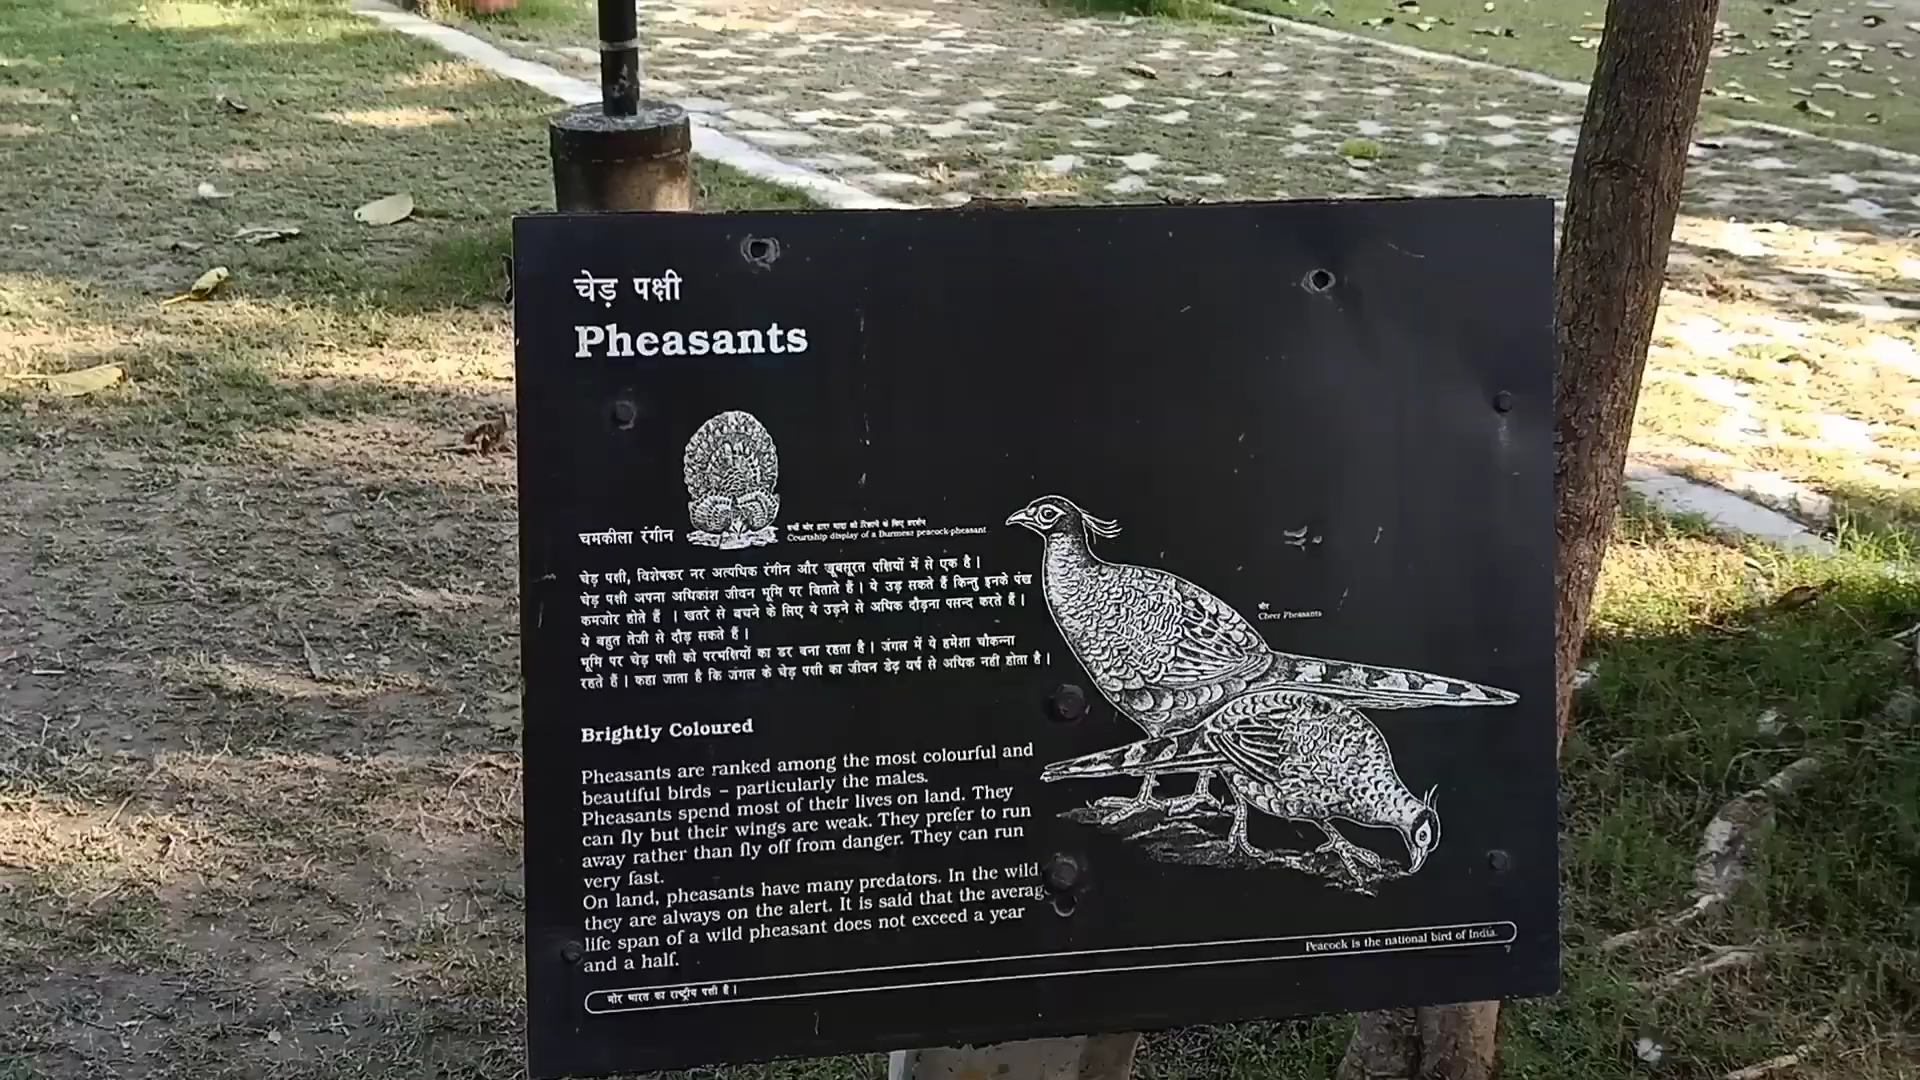 चेड़ पक्षी
Pheasants
चमकीला रंगीन
Courtship display of a Burmese peacock-pheasant
चेड़ पक्षी, विशेषकर नर अत्यधिक रंगीन और खूबसूरत पक्षियों में से एक है।
चेड़ पक्षी अपना अधिकांश जीवन भूमि पर बिताते हैं। ये उड़ सकते हैं किन्तु इनके पंख
कमजोर होते हैं । खतरे से बचने के लिए ये उड़ने से अधिक दौड़ना पसन्द करते हैं।
ये बहुत तेजी से दौड़ सकते हैं।
भूमि पर चेड़ पक्षी को परभक्षियों का डर बना रहता है। जंगल में ये हमेशा चौकन्ना
रहते हैं। कहा जाता है कि जंगल के चेड़ पक्षी का जीवन डेढ़ वर्ष से अधिक नहीं होता है।
चीर
Cheer Pheasants
Brightly Coloured
Pheasants are ranked among the most colourful and
beautiful birds – particularly the males.
Pheasants spend most of their lives on land. They
can fly but their wings are weak. They prefer to run
away rather than fly off from danger. They can run
very fast.
On land, pheasants have many predators. In the wild
they are always on the alert. It is said that the averag
life span of a wild pheasant does not exceed a year
and a half.
मोर भारत का राष्ट्रीय पक्षी है।
Peacock is the national bird of India.